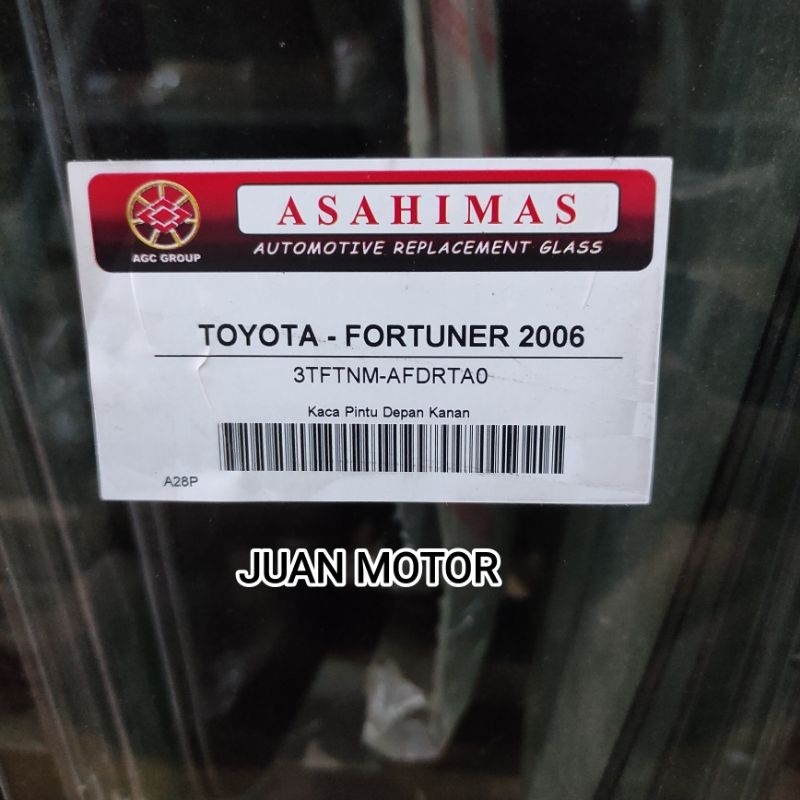 ASAHIMAS
AGC GROUP
AUTOMOTIVE REPLACEMENT GLASS
TOYOTA - FORTUNER 2006
3TFTNM-AFDRTA0
Kaca Pintu Depan Kanan
A28P
JUAN MOTOR